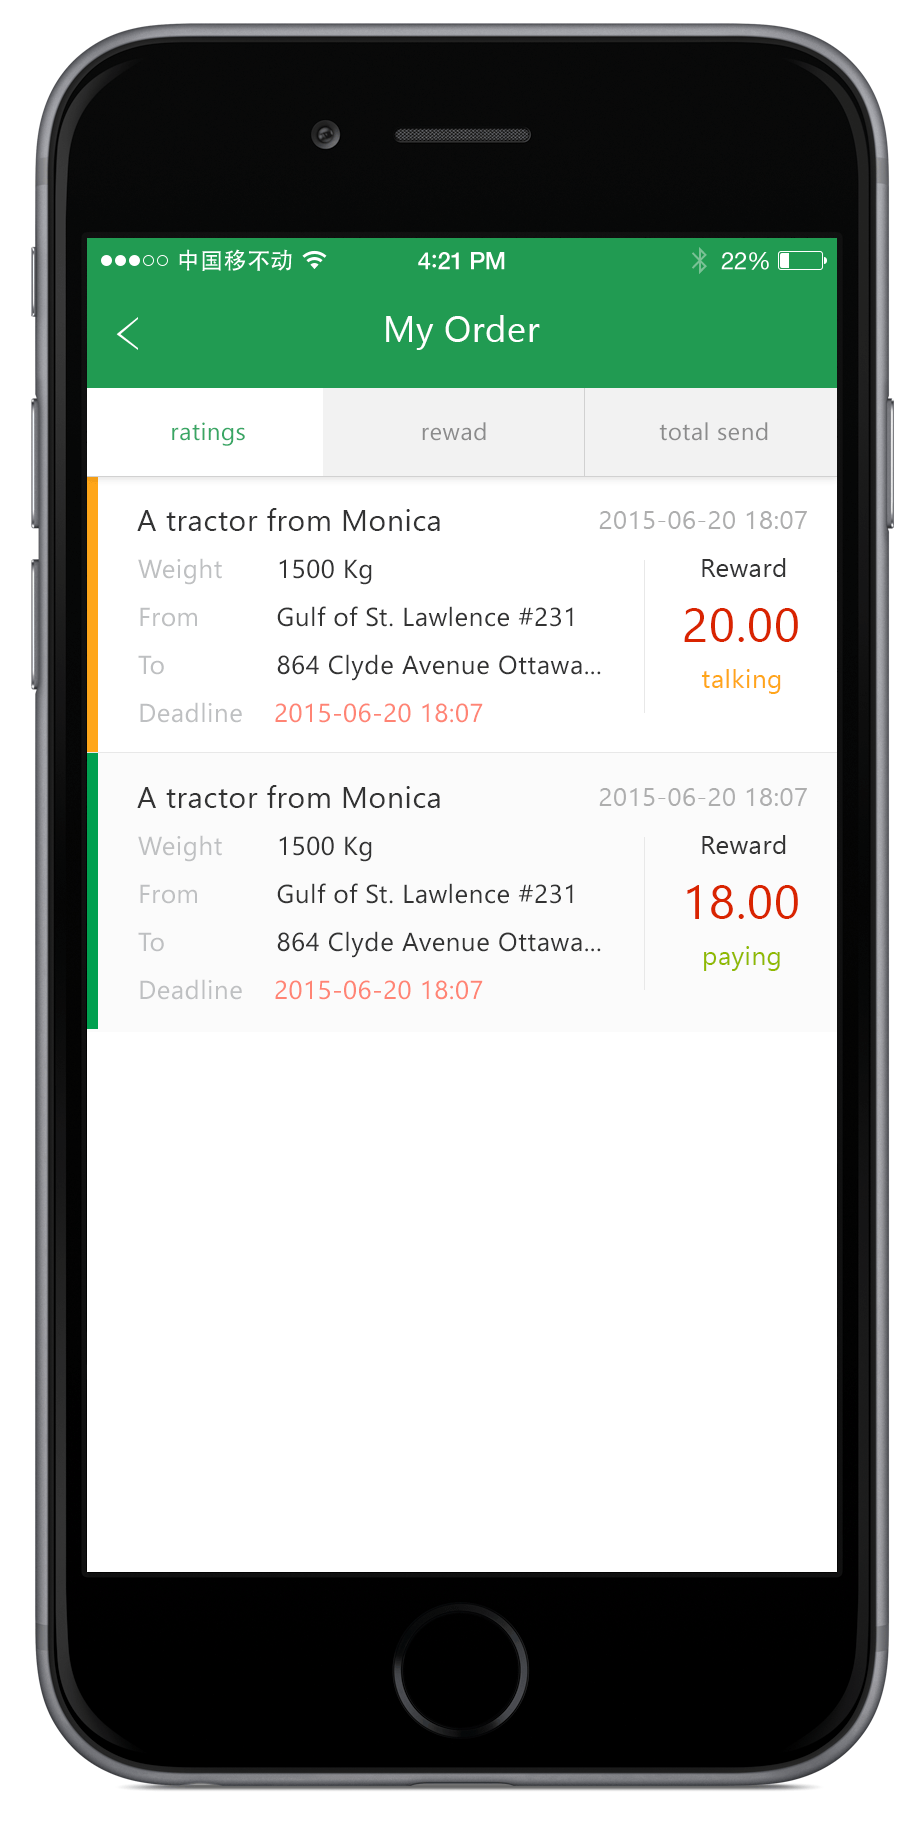 中国移不动 4:21 PM 22%
My Order
ratings rewad total send
A tractor from Monica 2015-06-20 18:07
Weight 1500 Kg Reward
From Gulf of St. Lawlence #231 20.00
To 864 Clyde Avenue Ottawa... talking
Deadline 2015-06-20 18:07
A tractor from Monica 2015-06-20 18:07
Weight 1500 Kg Reward
From Gulf of St. Lawlence #231 18.00
To 864 Clyde Avenue Ottawa... paying
Deadline 2015-06-20 18:07